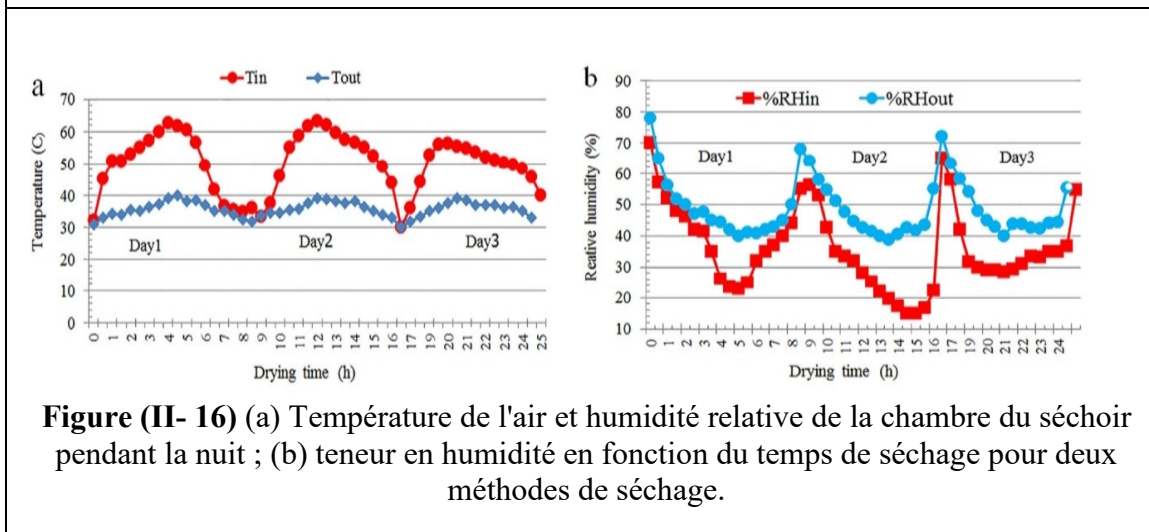 a
Tin Tout
70
60
50
40
30
20
10
0
Temperature (C)
Day1 Day2 Day3
0 1 2 3 4 5 6 7 8 9 10 11 12 13 14 15 16 17 19 20 21 22 23 24 25
Drying time (h)
b
%RHin %RHout
90
80
70
60
50
40
30
20
10
Reative humidity (%)
Day1 Day2 Day3
0 1 2 3 4 5 6 7 8 9 10 11 12 13 14 15 16 17 19 20 21 22 23 24
Drying time (h)
Figure (II- 16) (a) Température de l'air et humidité relative de la chambre du séchoir
pendant la nuit ; (b) teneur en humidité en fonction du temps de séchage pour deux
méthodes de séchage.